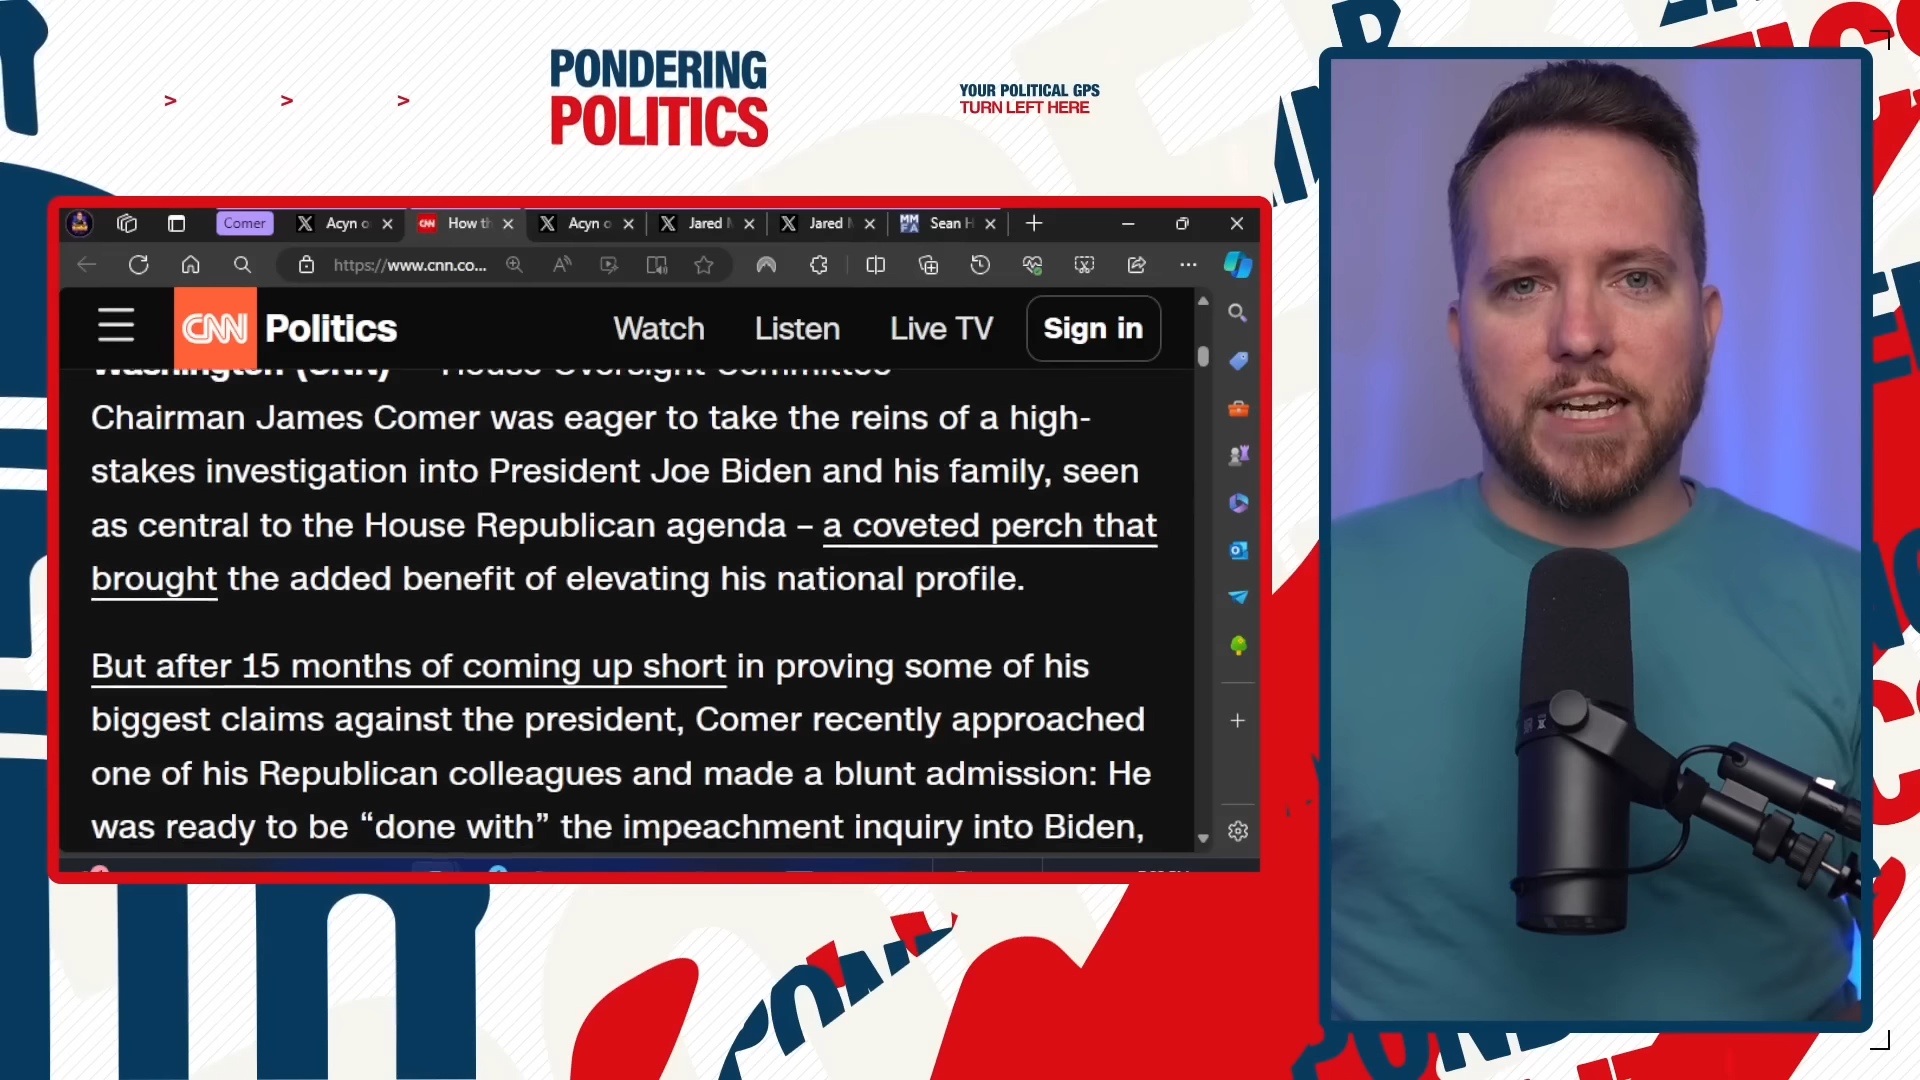 PONDERING
POLITICS
YOUR POLITICAL GPS
TURN LEFT HERE
> > >
Comer
Acyn o
How th
Acyn o
Jared
Jared
Sean H
https://www.cnn.co...
CNN Politics
Watch
Listen
Live TV
Sign in
Washington (CNN) — House Oversight Committee
Chairman James Comer was eager to take the reins of a high-
stakes investigation into President Joe Biden and his family, seen
as central to the House Republican agenda – a coveted perch that
brought the added benefit of elevating his national profile.
But after 15 months of coming up short in proving some of his
biggest claims against the president, Comer recently approached
one of his Republican colleagues and made a blunt admission: He
was ready to be “done with” the impeachment inquiry into Biden,